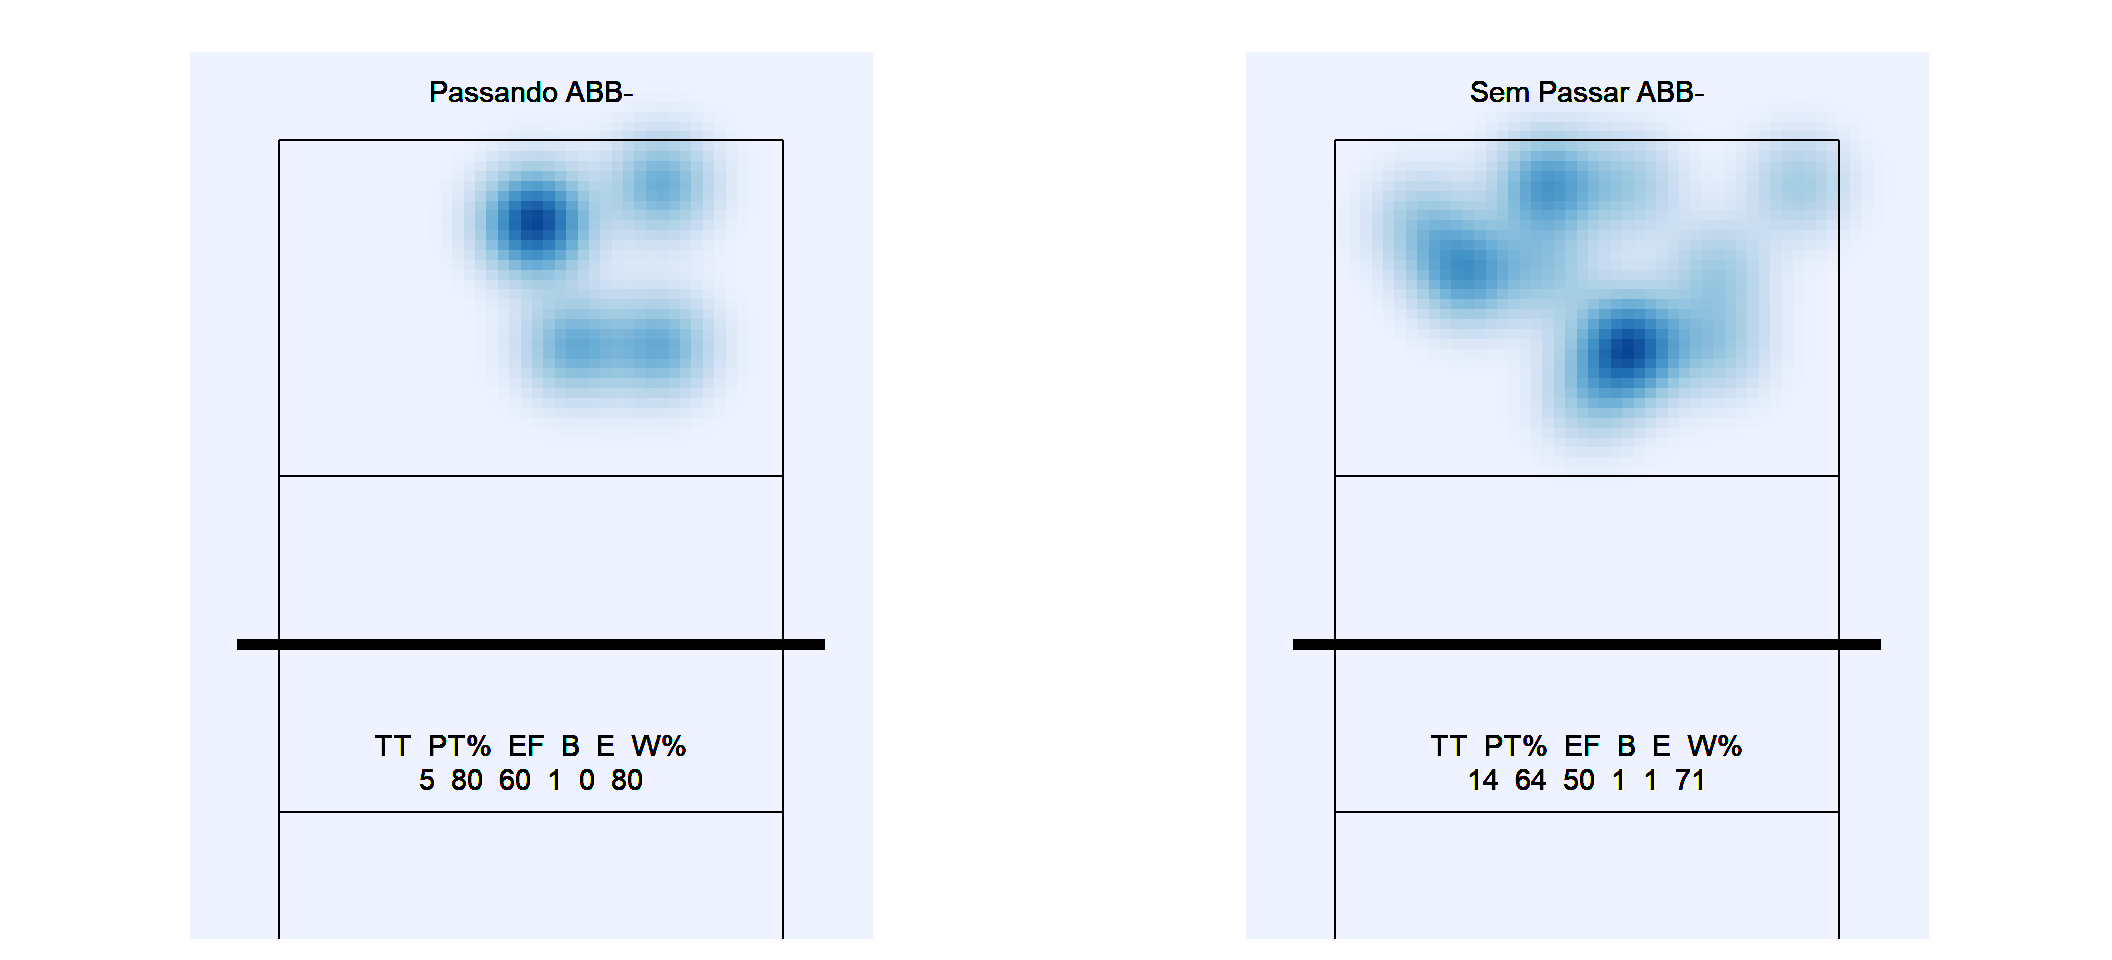 Passando ABB-
TT PT% EF B E W%
5 80 60 1 0 80
Sem Passar ABB-
TT PT% EF B E W%
14 64 50 1 1 71